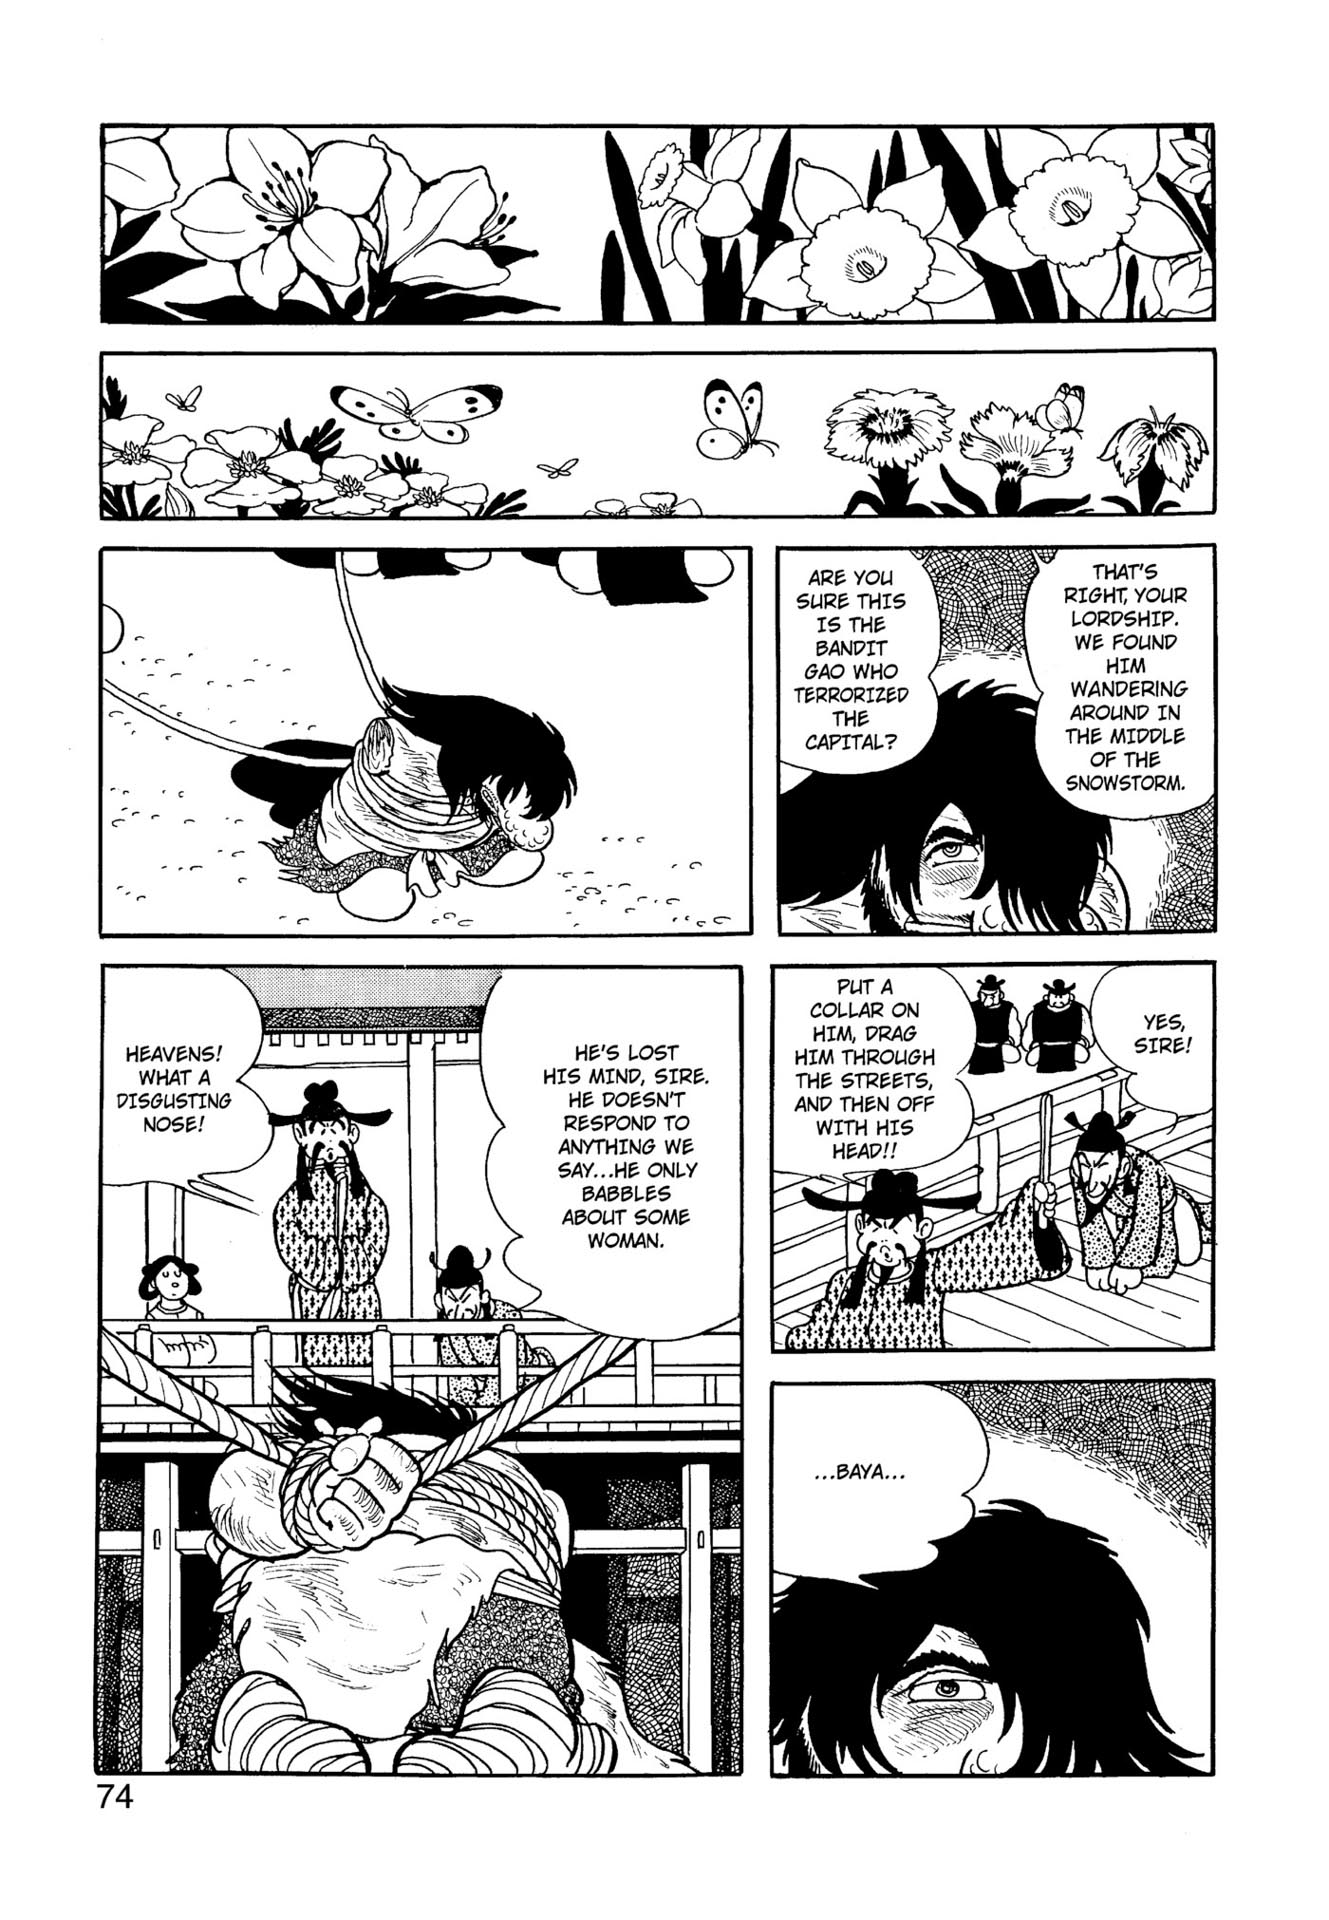 ARE YOU
SURE THIS
IS THE
BANDIT
GAO WHO
TERRORIZED
THE
CAPITAL?
THAT'S
RIGHT, YOUR
LORDSHIP.
WE FOUND
HIM
WANDERING
AROUND IN
THE MIDDLE
OF THE
SNOWSTORM.
HEAVENS!
WHAT A
DISGUSTING
NOSE!
HE'S LOST
HIS MIND, SIRE.
HE DOESN'T
RESPOND TO
ANYTHING WE
SAY...HE ONLY
BABBLES
ABOUT SOME
WOMAN.
PUT A
COLLAR ON
HIM, DRAG
HIM THROUGH
THE STREETS,
AND THEN OFF
WITH HIS
HEAD!!
YES,
SIRE!
...BAYA...
74